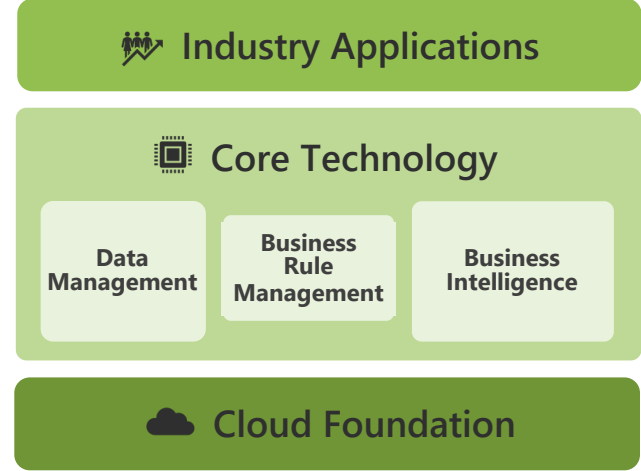 Industry Applications
Core Technology
Data
Management
Business
Rule
Management
Business
Intelligence
Cloud Foundation